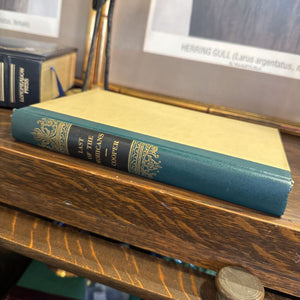 HERRING GULL (Larus argentatus,
LAST
OF THE
MOHICANS
COOPER